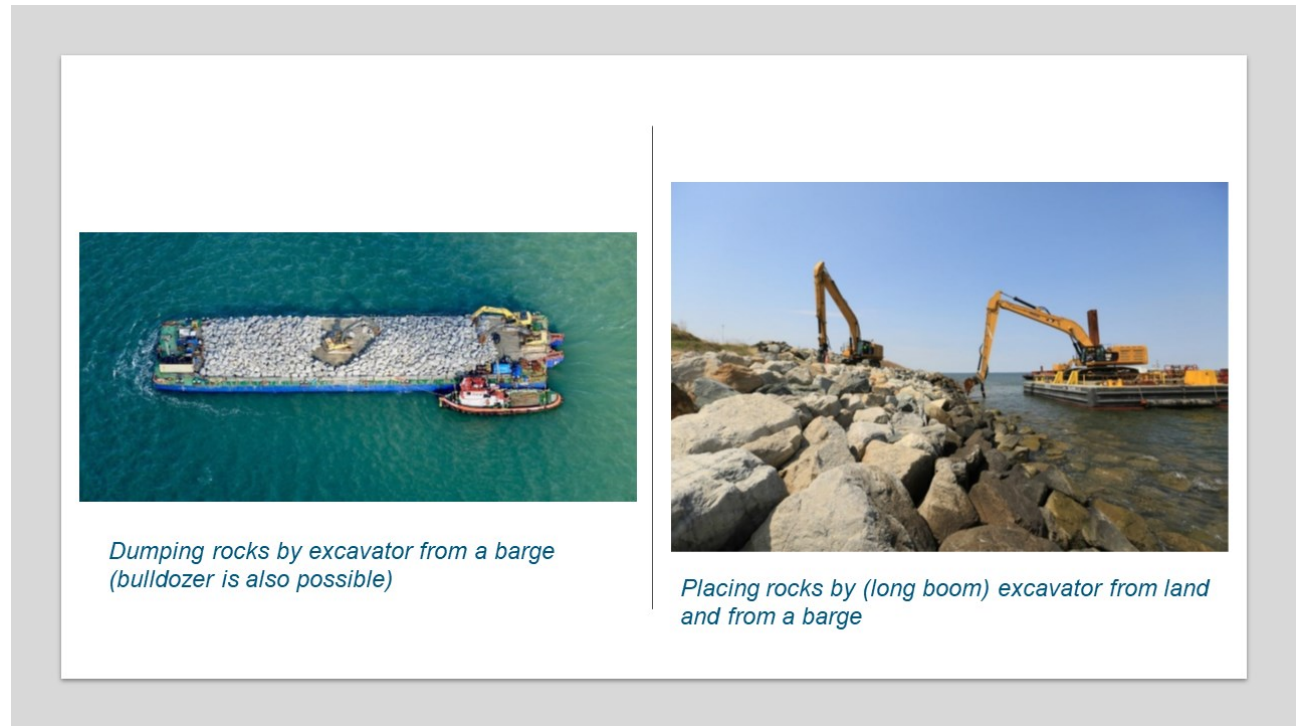 Dumping rocks by excavator from a barge
(bulldozer is also possible)
Placing rocks by (long boom) excavator from land
and from a barge